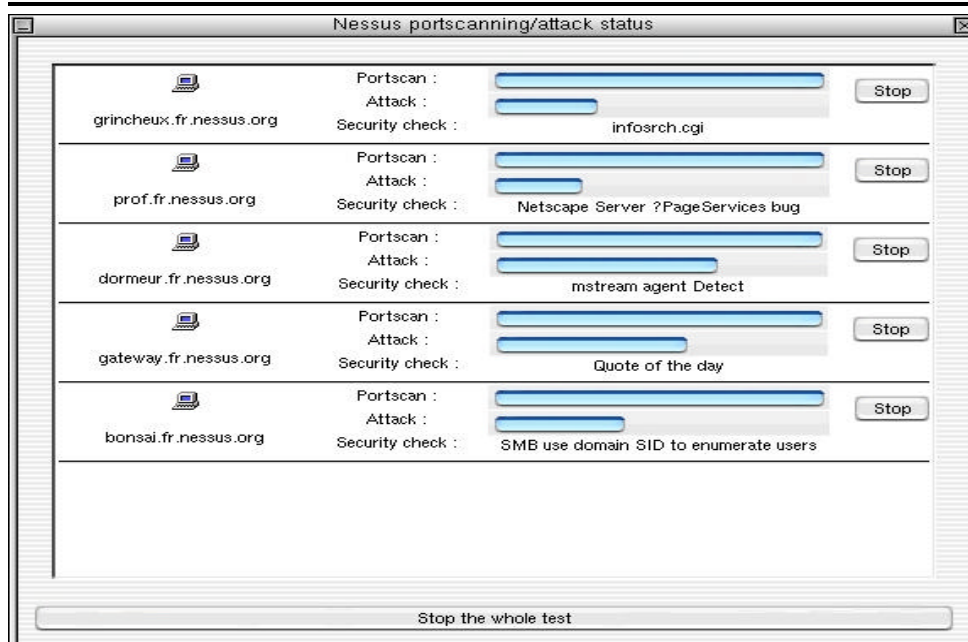 Nessus portscanning/attack status
Portscan :
Attack :
Stop
grincheux.fr.nessus.org
Security check :
infosrch.cgi
Portscan :
Attack :
Stop
prof.fr.nessus.org
Security check :
Netscape Server ?PageServices bug
Portscan :
Attack :
Stop
dormeur.fr.nessus.org
Security check :
mstream agent Detect
Portscan :
Attack :
Stop
gateway.fr.nessus.org
Security check :
Quote of the day
Portscan :
Attack :
Stop
bonsai.fr.nessus.org
Security check :
SMB use domain SID to enumerate users
Stop the whole test